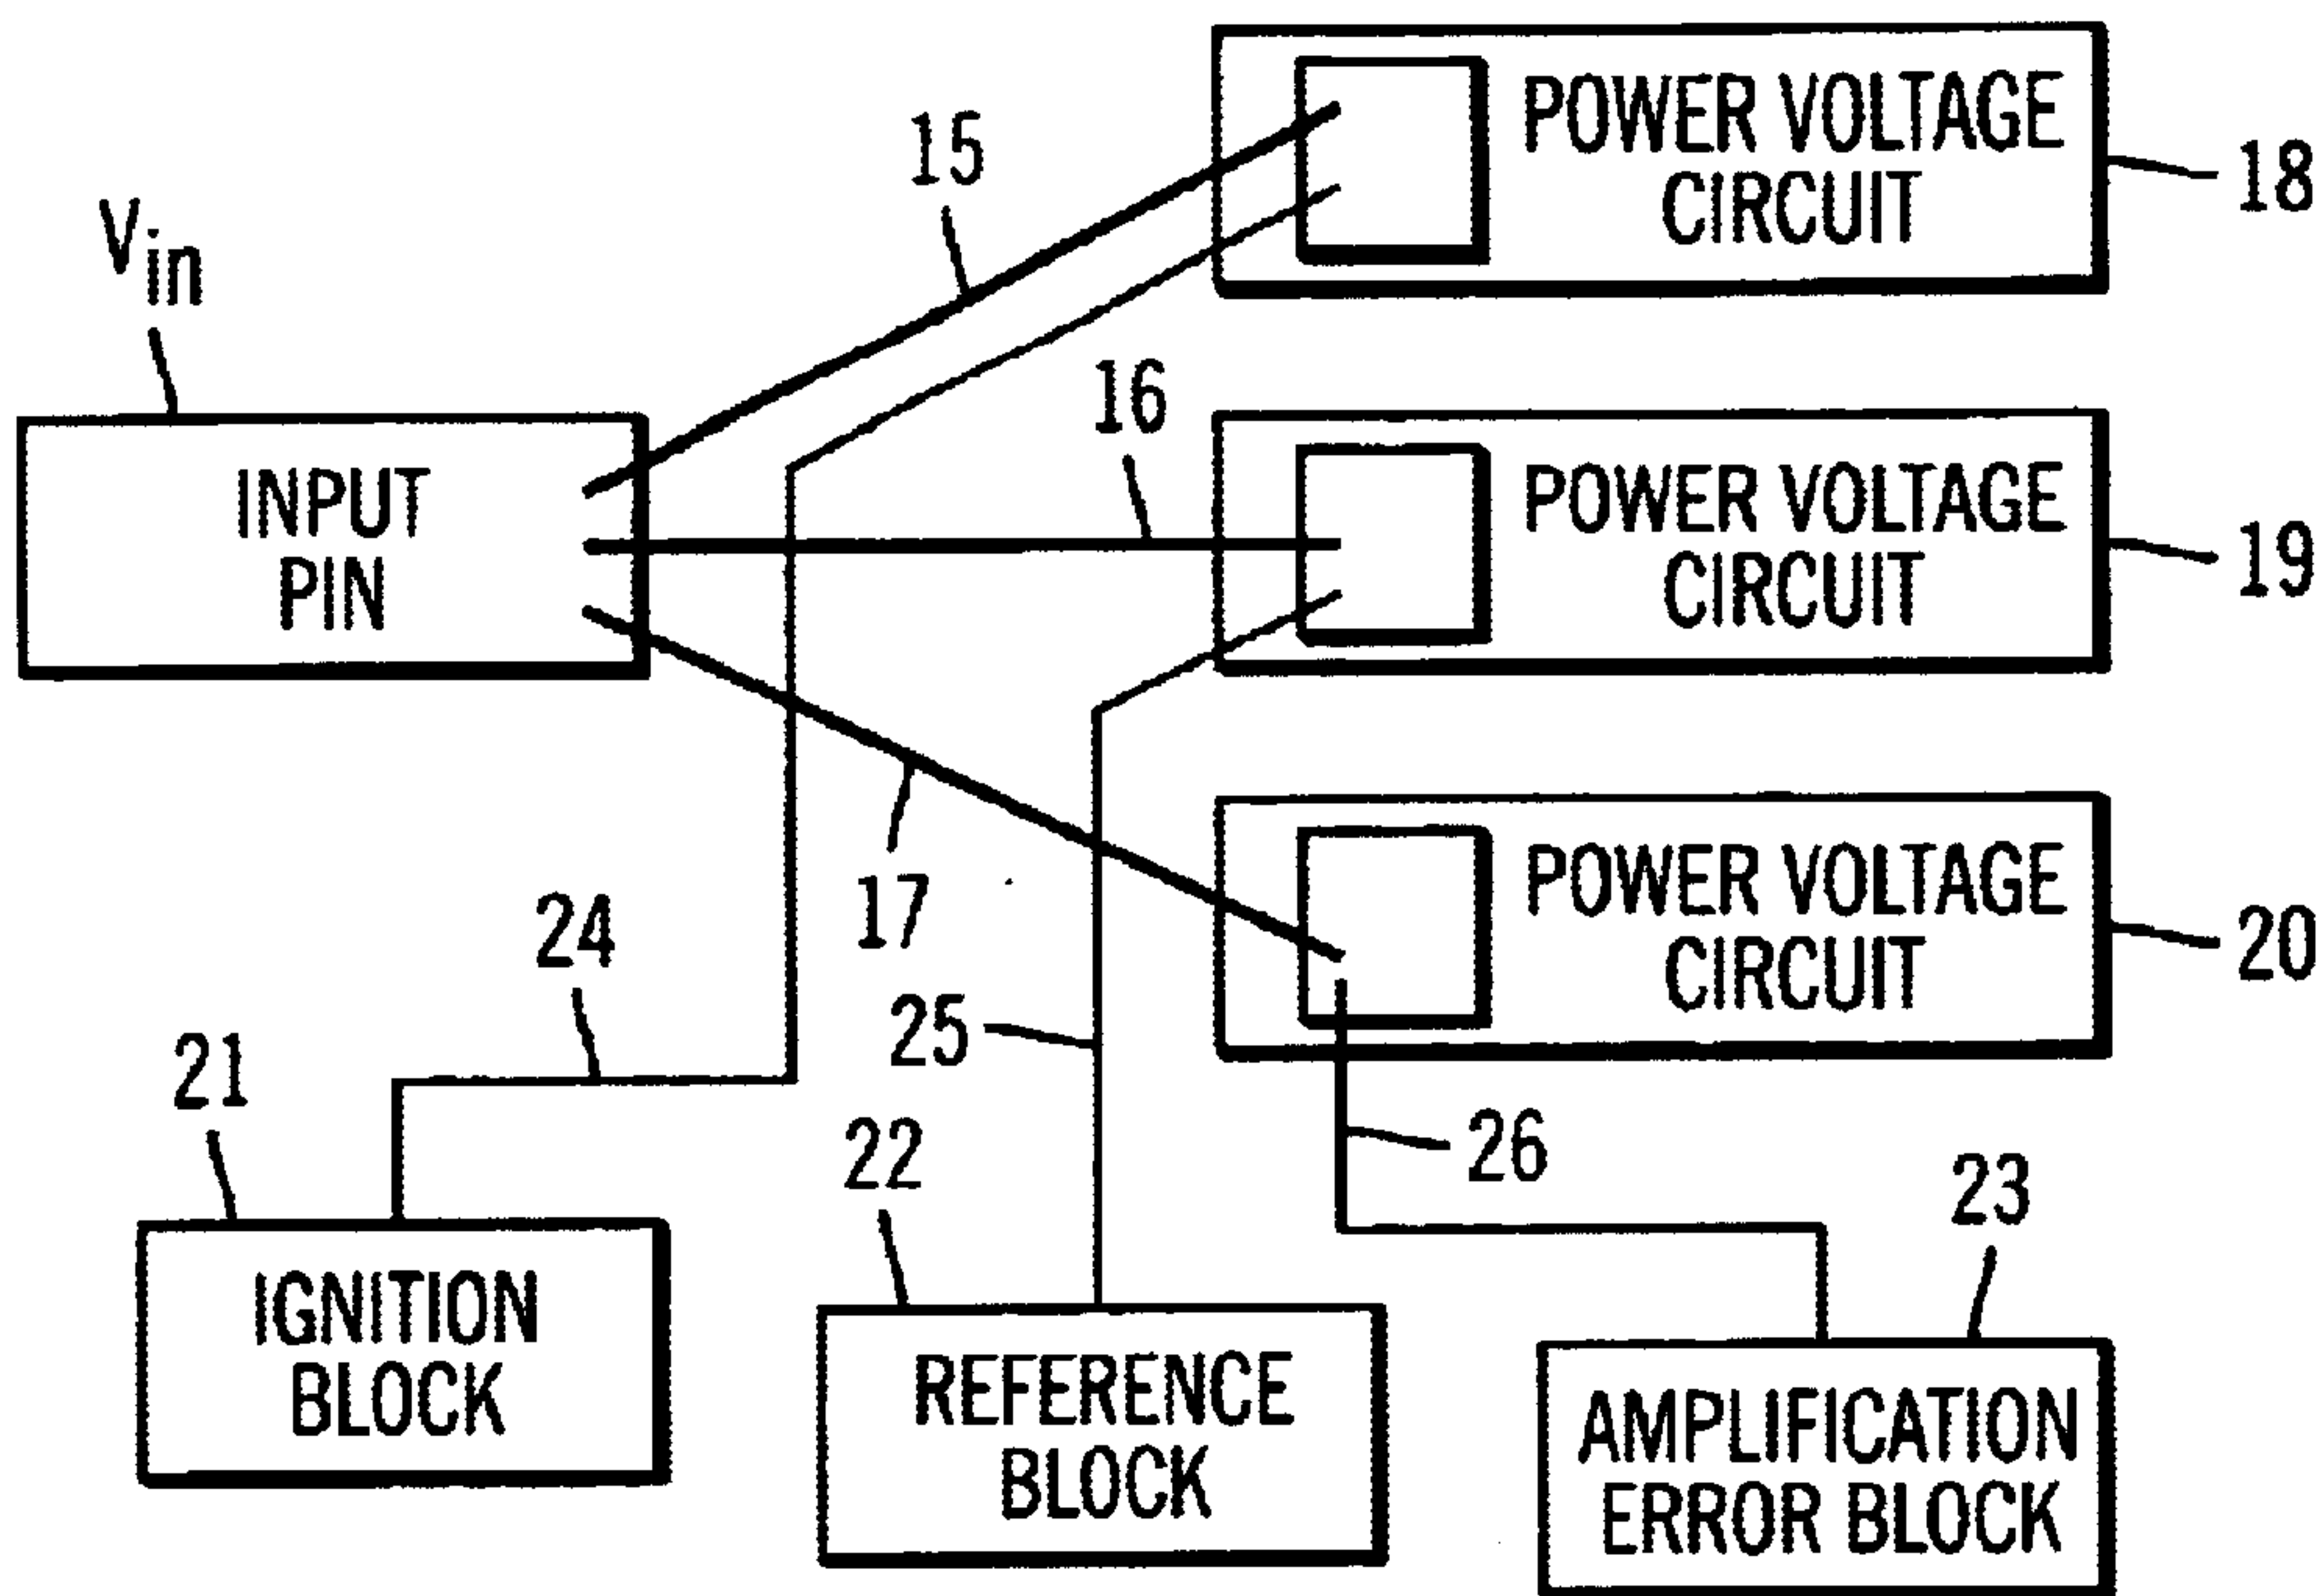 POWER VOLTAGE
CIRCUIT
18
15
Vin
16
INPUT
PIN
POWER VOLTAGE
CIRCUIT
19
17
POWER VOLTAGE
CIRCUIT
20
24
25
21
22
26
23
IGNITION
BLOCK
REFERENCE
BLOCK
AMPLIFICATION
ERROR BLOCK